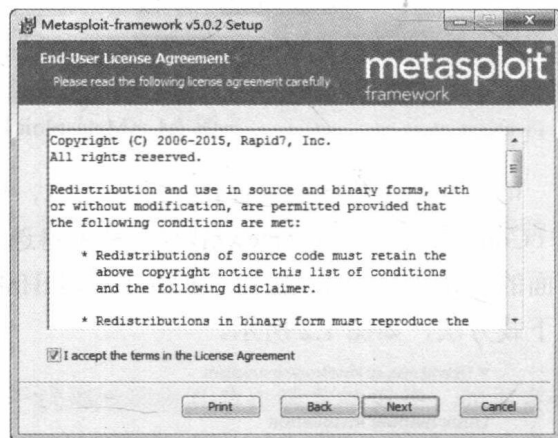 Metasploit-framework v5.0.2 Setup
End-User License Agreement
Please read the following license agreement carefully
metasploit
framework
Copyright (C) 2006-2015, Rapid7, Inc.
All rights reserved.
Redistribution and use in source and binary forms, with
or without modification, are permitted provided that
the following conditions are met:
* Redistributions of source code must retain the
above copyright notice this list of conditions
and the following disclaimer.
* Redistributions in binary form must reproduce the
I accept the terms in the License Agreement
Print
Back
Next
Cancel